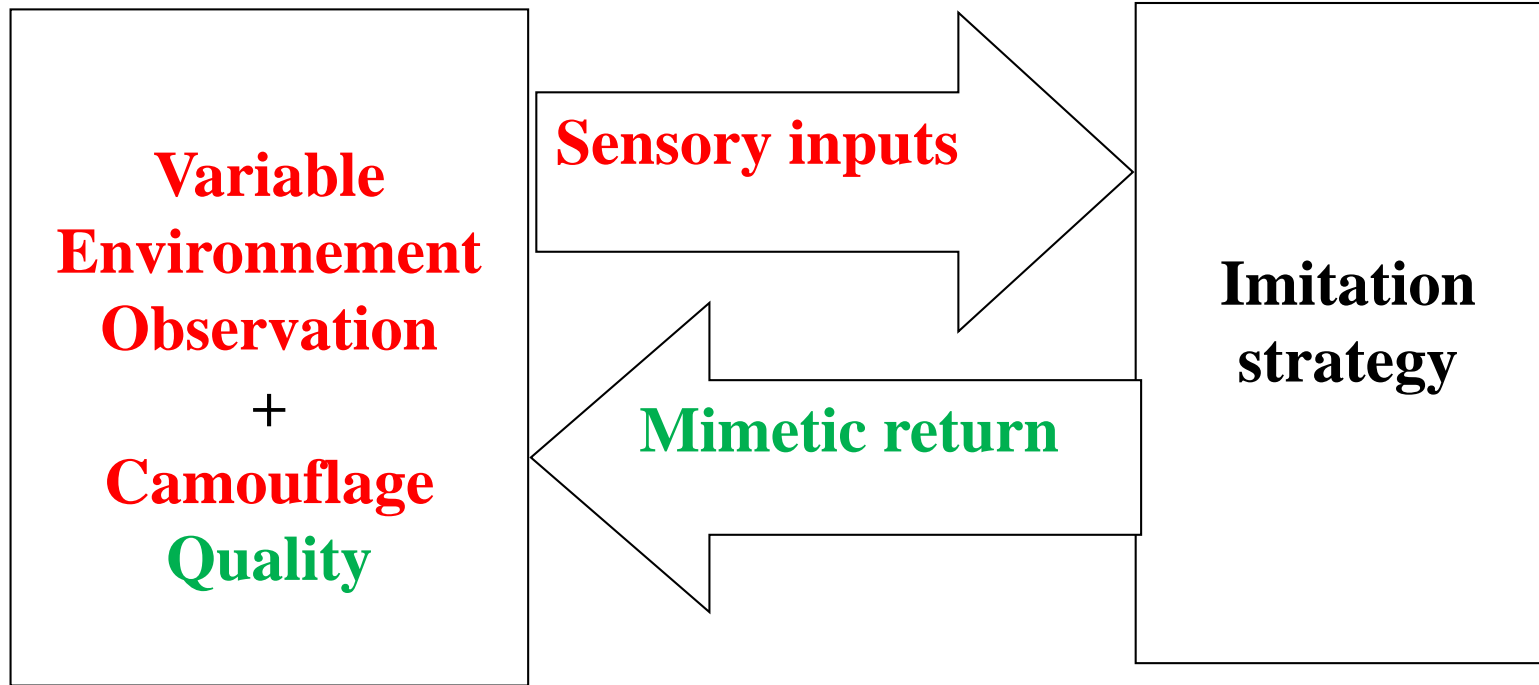 Variable
Environnement
Observation
+
Camouflage
Quality
Sensory inputs
Mimetic return
Imitation
strategy